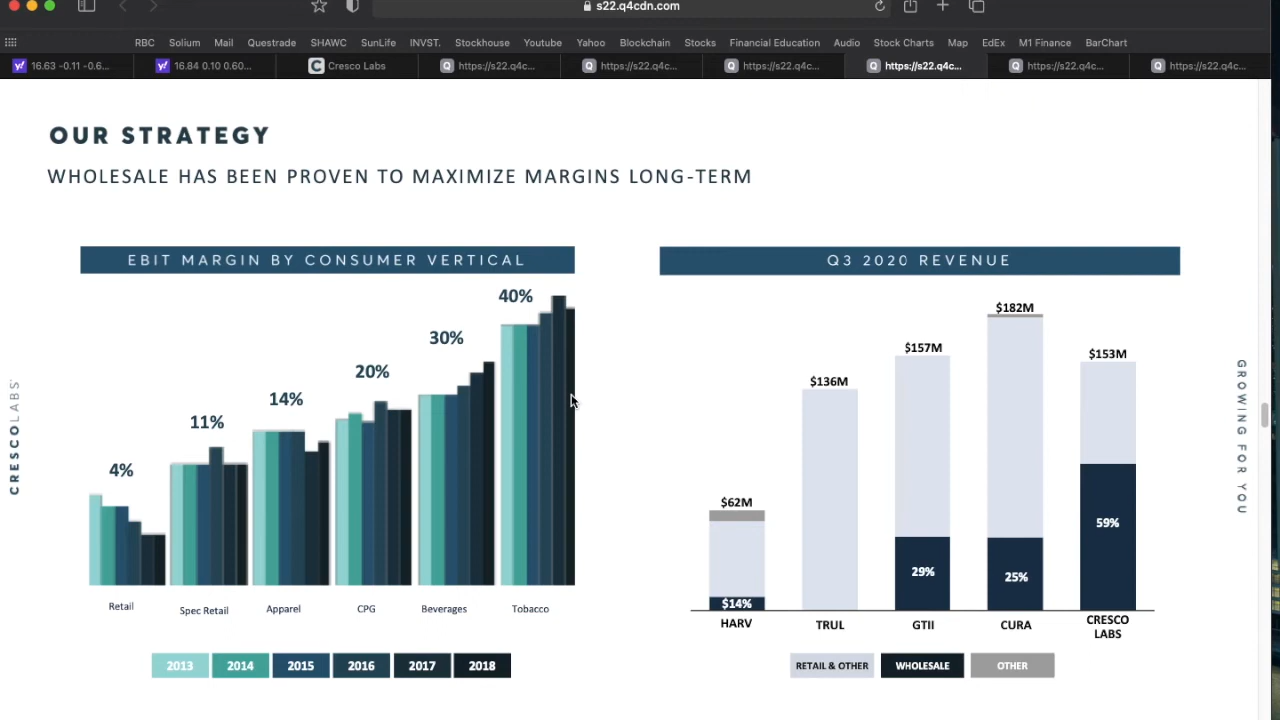 s22.q4cdn.com
RBC Solium Mail Questrade SHAWC SunLife INVST. Stockhouse Youtube Yahoo Blockchain Stocks Financial Education Audio Stock Charts Map EdEx M1 Finance BarChart
y! 16.63 -0.11 -0.6... y! 16.84 0.10 0.60... C Cresco Labs Q https://s22.q4c... Q https://s22.q4c... Q https://s22.q4c... Q https://s22.q4c... Q https://s22.q4c... Q https://s22.q4c...
OUR STRATEGY
WHOLESALE HAS BEEN PROVEN TO MAXIMIZE MARGINS LONG-TERM
EBIT MARGIN BY CONSUMER VERTICAL
4%
11%
14%
20%
30%
40%
Retail Spec Retail Apparel CPG Beverages Tobacco
2013 2014 2015 2016 2017 2018
Q3 2020 REVENUE
$62M
$136M
$157M
$182M
$153M
$14%
29%
25%
59%
HARV TRUL GTII CURA CRESCO
LABS
RETAIL & OTHER WHOLESALE OTHER
CRESCOLABS
GROWING FOR YOU